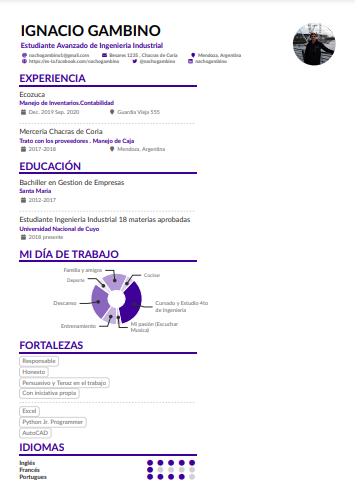 IGNACIO GAMBINO
Estudiante Avanzado de Ingenieria Industrial
nachogambino1@gmail.com Besares 1235 . Chacras de Coria Mendoza, Argentina
https://es-la.facebook.com/nachogambino @nachogambino nachogambino
EXPERIENCIA
Ecozuca
Manejo de Inventarios.Contabilidad
Dec. 2019 Sep. 2020 Guardia Vieja 555
Merceria Chacras de Coria
Trato con los proveedores . Manejo de Caja
2017-2018 Mendoza, Argentina
EDUCACIÓN
Bachiller en Gestion de Empresas
Santa Maria
2012-2017
Estudiante Ingenieria Industrial 18 materias aprobadas
Universidad Nacional de Cuyo
2018 presente
MI DÍA DE TRABAJO
Familia y amigos
Cocinar
Deporte
Descanso
Cursado y Estudio 4to
de Ingenieria
Entrenamiento
Mi pasión (Escuchar
Musica)
FORTALEZAS
Responsable
Honesto
Persuasivo y Tenaz en el trabajo
Con iniciativa propia
Excel
Python Jr. Programmer
AutoCAD
IDIOMAS
Inglés
Francés
Portugues